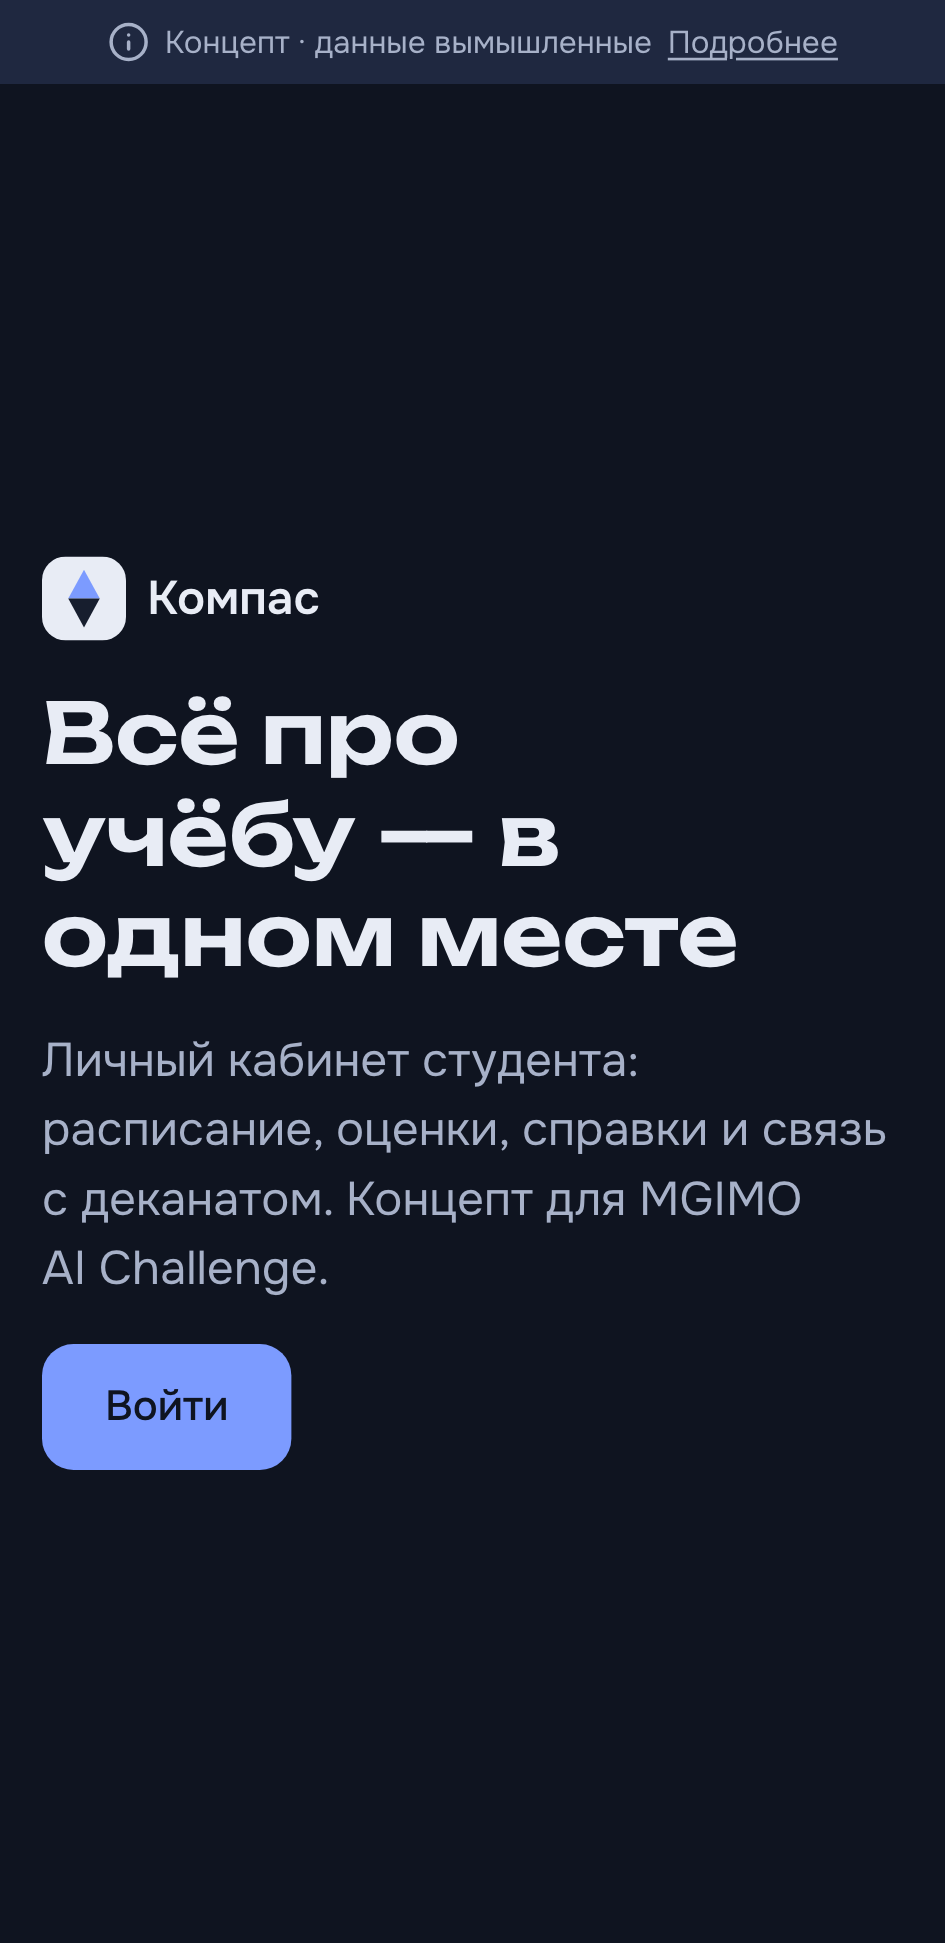 Концепт · данные вымышленные Подробнее
Компас
Всё про
учёбу — в
одном месте
Личный кабинет студента:
расписание, оценки, справки и связь
с деканатом. Концепт для MGIMO
AI Challenge.
Войти